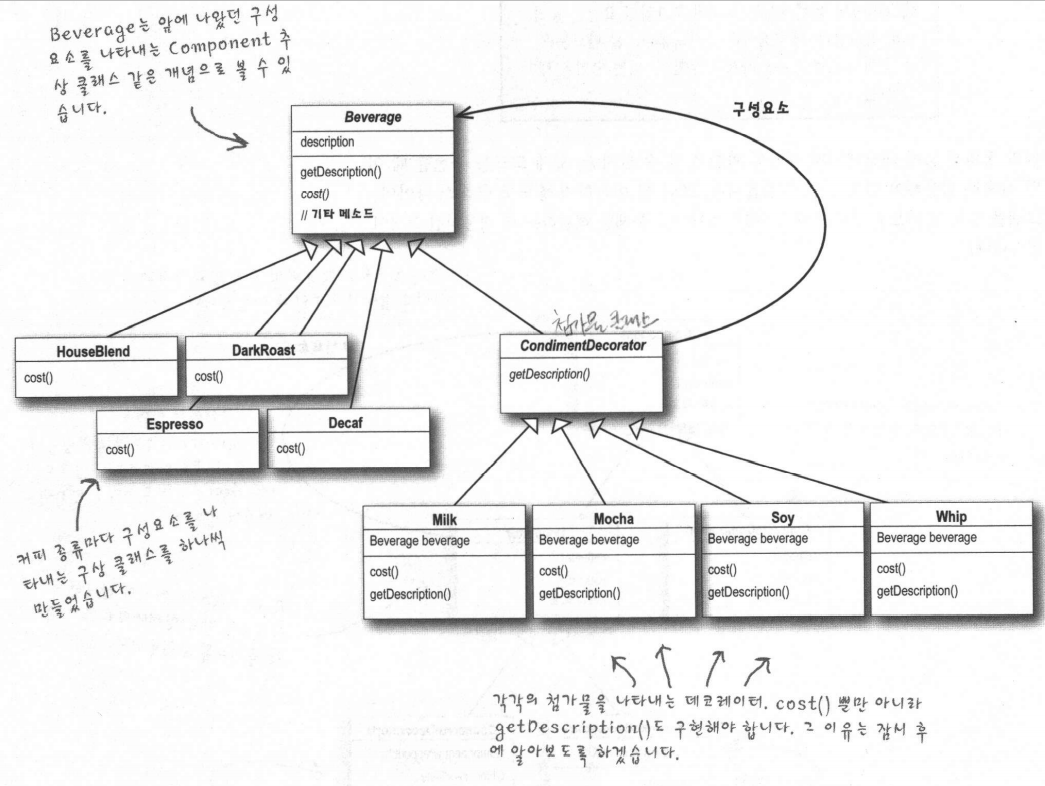 Beverage는 앞에 나왔던 구성
요소를 나타내는 Component 추
상 클래스 같은 개념으로 볼 수 있
습니다.
구성요소
Beverage
description
getDescription()
cost()
// 기타 메소드
첨가물 클래스
HouseBlend
cost()
DarkRoast
cost()
CondimentDecorator
getDescription()
Espresso
cost()
Decaf
cost()
커피 종류마다 구성요소를 나
타내는 구상 클래스를 하나씩
만들었습니다.
Milk
Beverage beverage
cost()
getDescription()
Mocha
Beverage beverage
cost()
getDescription()
Soy
Beverage beverage
cost()
getDescription()
Whip
Beverage beverage
cost()
getDescription()
각각의 첨가물을 나타내는 데코레이터. cost() 뿐만 아니라
getDescription()도 구현해야 합니다. 그 이유는 잠시 후
에 알아보도록 하겠습니다.